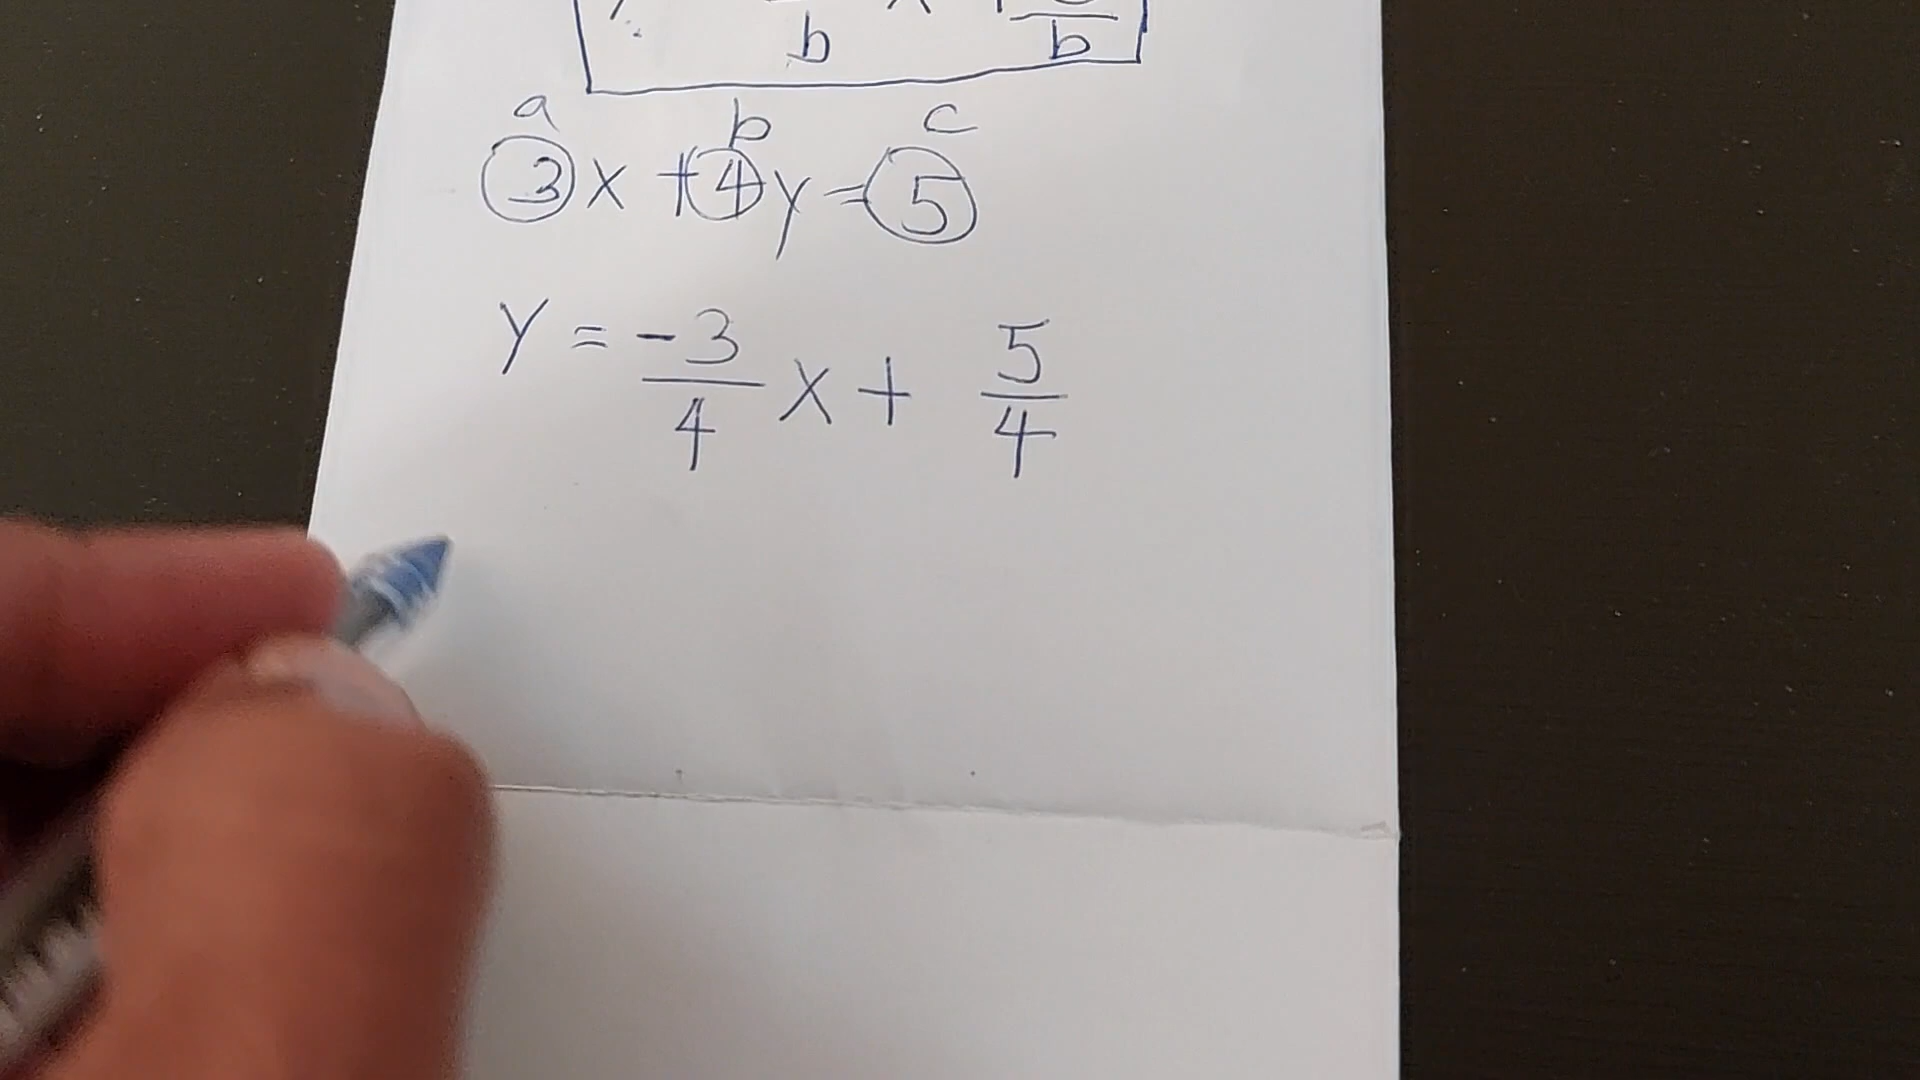 b b
a b c
3x + 4y = 5
y = -3/4 x + 5/4